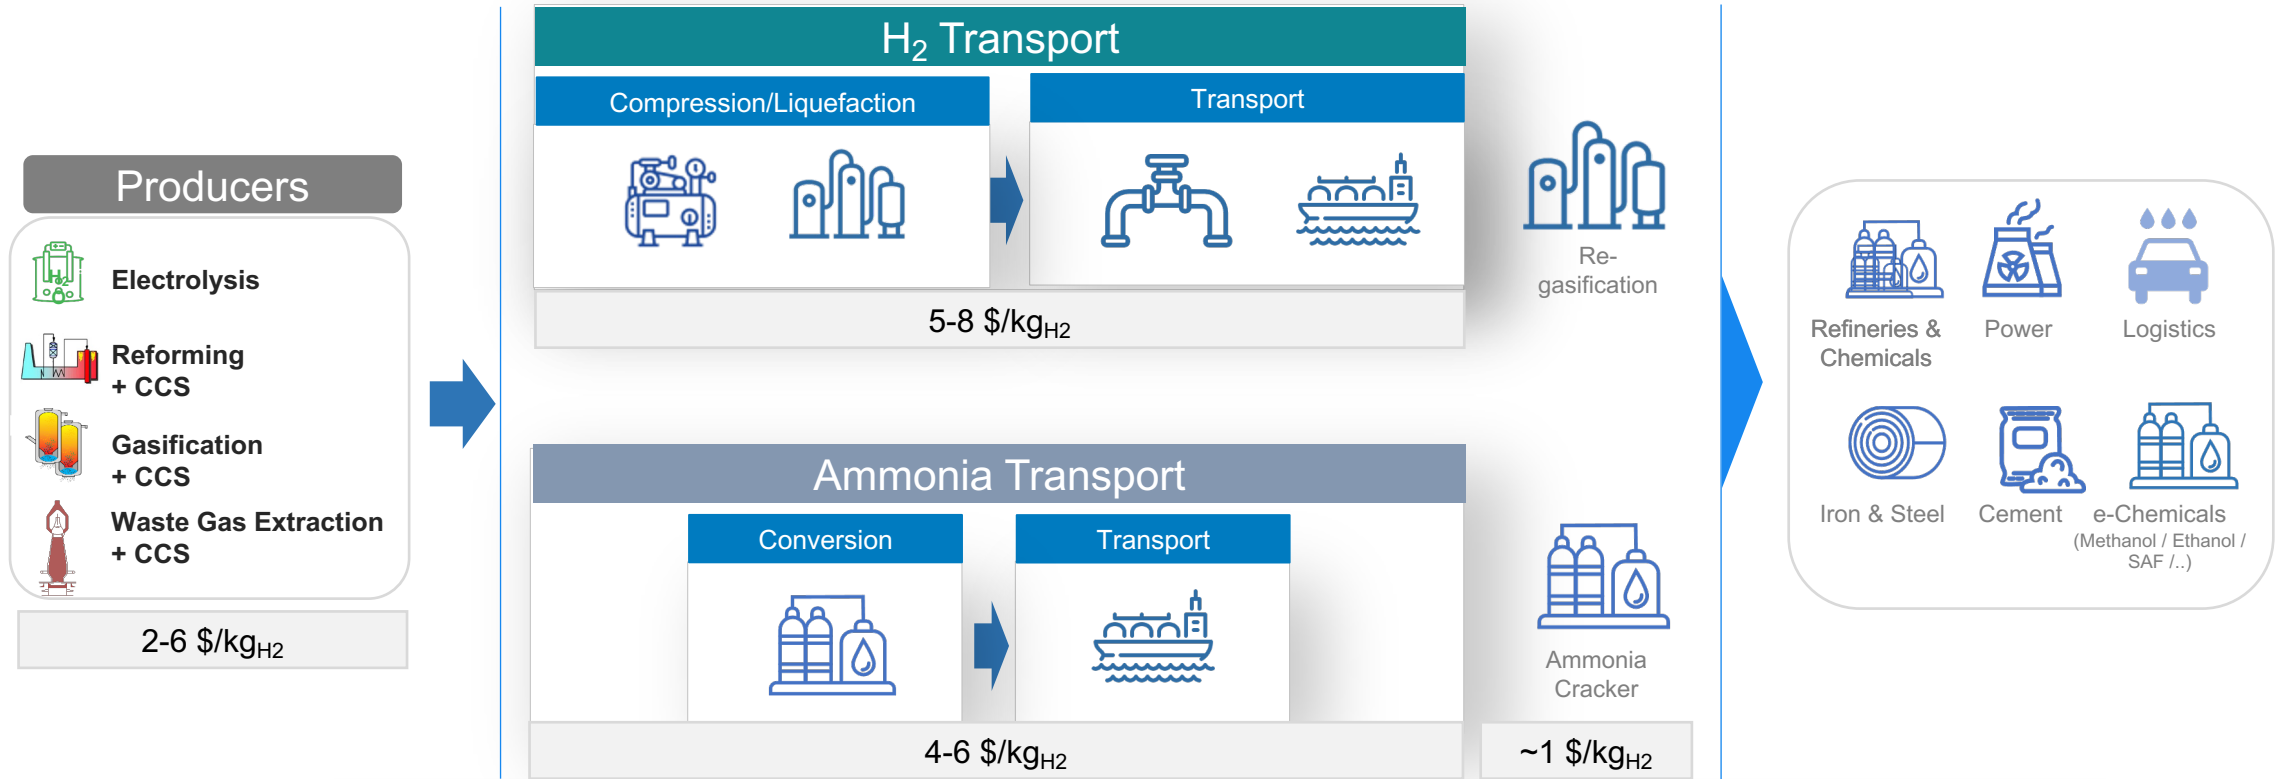 Producers
Electrolysis
Reforming
+ CCS
Gasification
+ CCS
Waste Gas Extraction
+ CCS
2-6 $/kgH2
H2 Transport
Compression/Liquefaction
Transport
5-8 $/kgH2
Re-
gasification
Ammonia Transport
Conversion
Transport
4-6 $/kgH2
Ammonia
Cracker
~1 $/kgH2
Refineries &
Chemicals
Power
Logistics
Iron & Steel
Cement
e-Chemicals
(Methanol / Ethanol /
SAF /..)